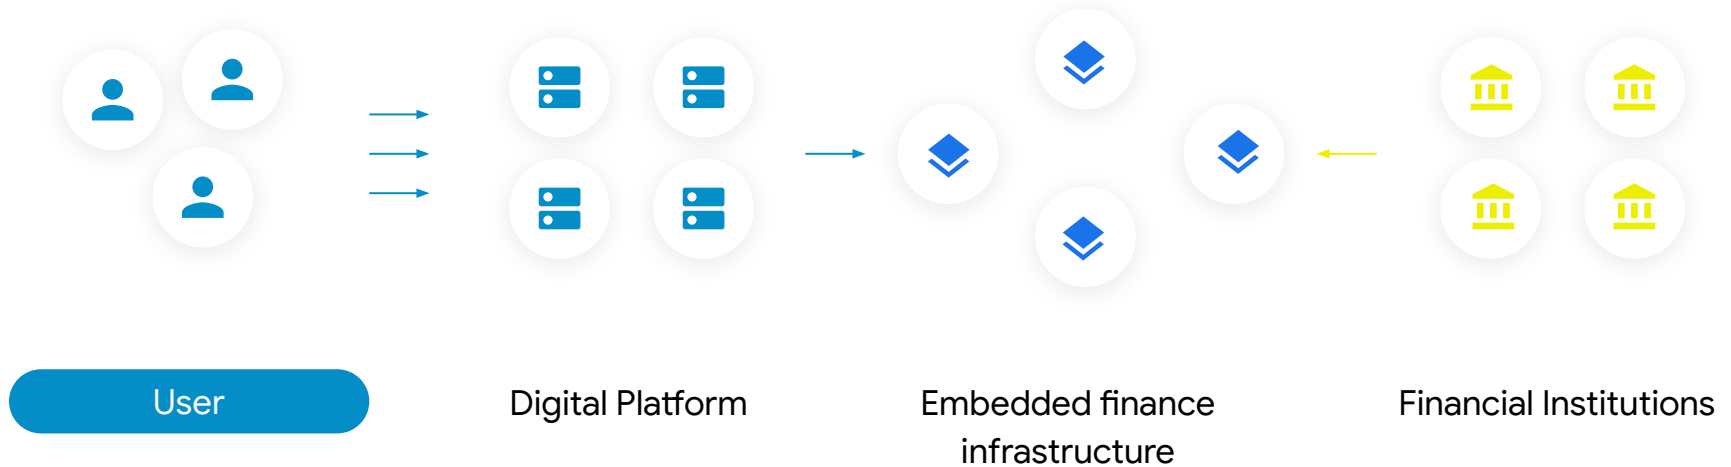 User
Digital Platform
Embedded finance
infrastructure
Financial Institutions